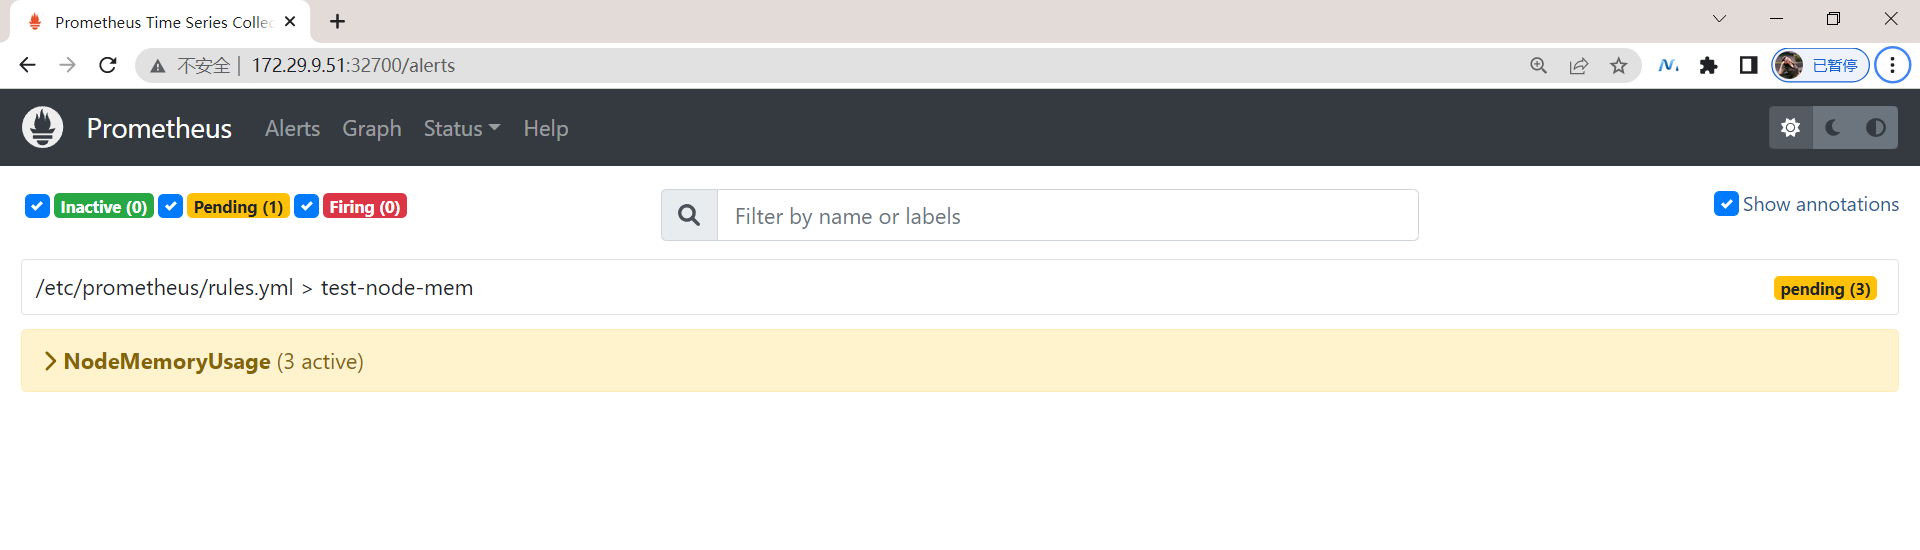 Prometheus Time Series Collec
不安全 | 172.29.9.51:32700/alerts
已暂停
Prometheus Alerts Graph Status Help
Inactive (0) Pending (1) Firing (0)
Filter by name or labels
Show annotations
/etc/prometheus/rules.yml > test-node-mem
pending (3)
NodeMemoryUsage (3 active)